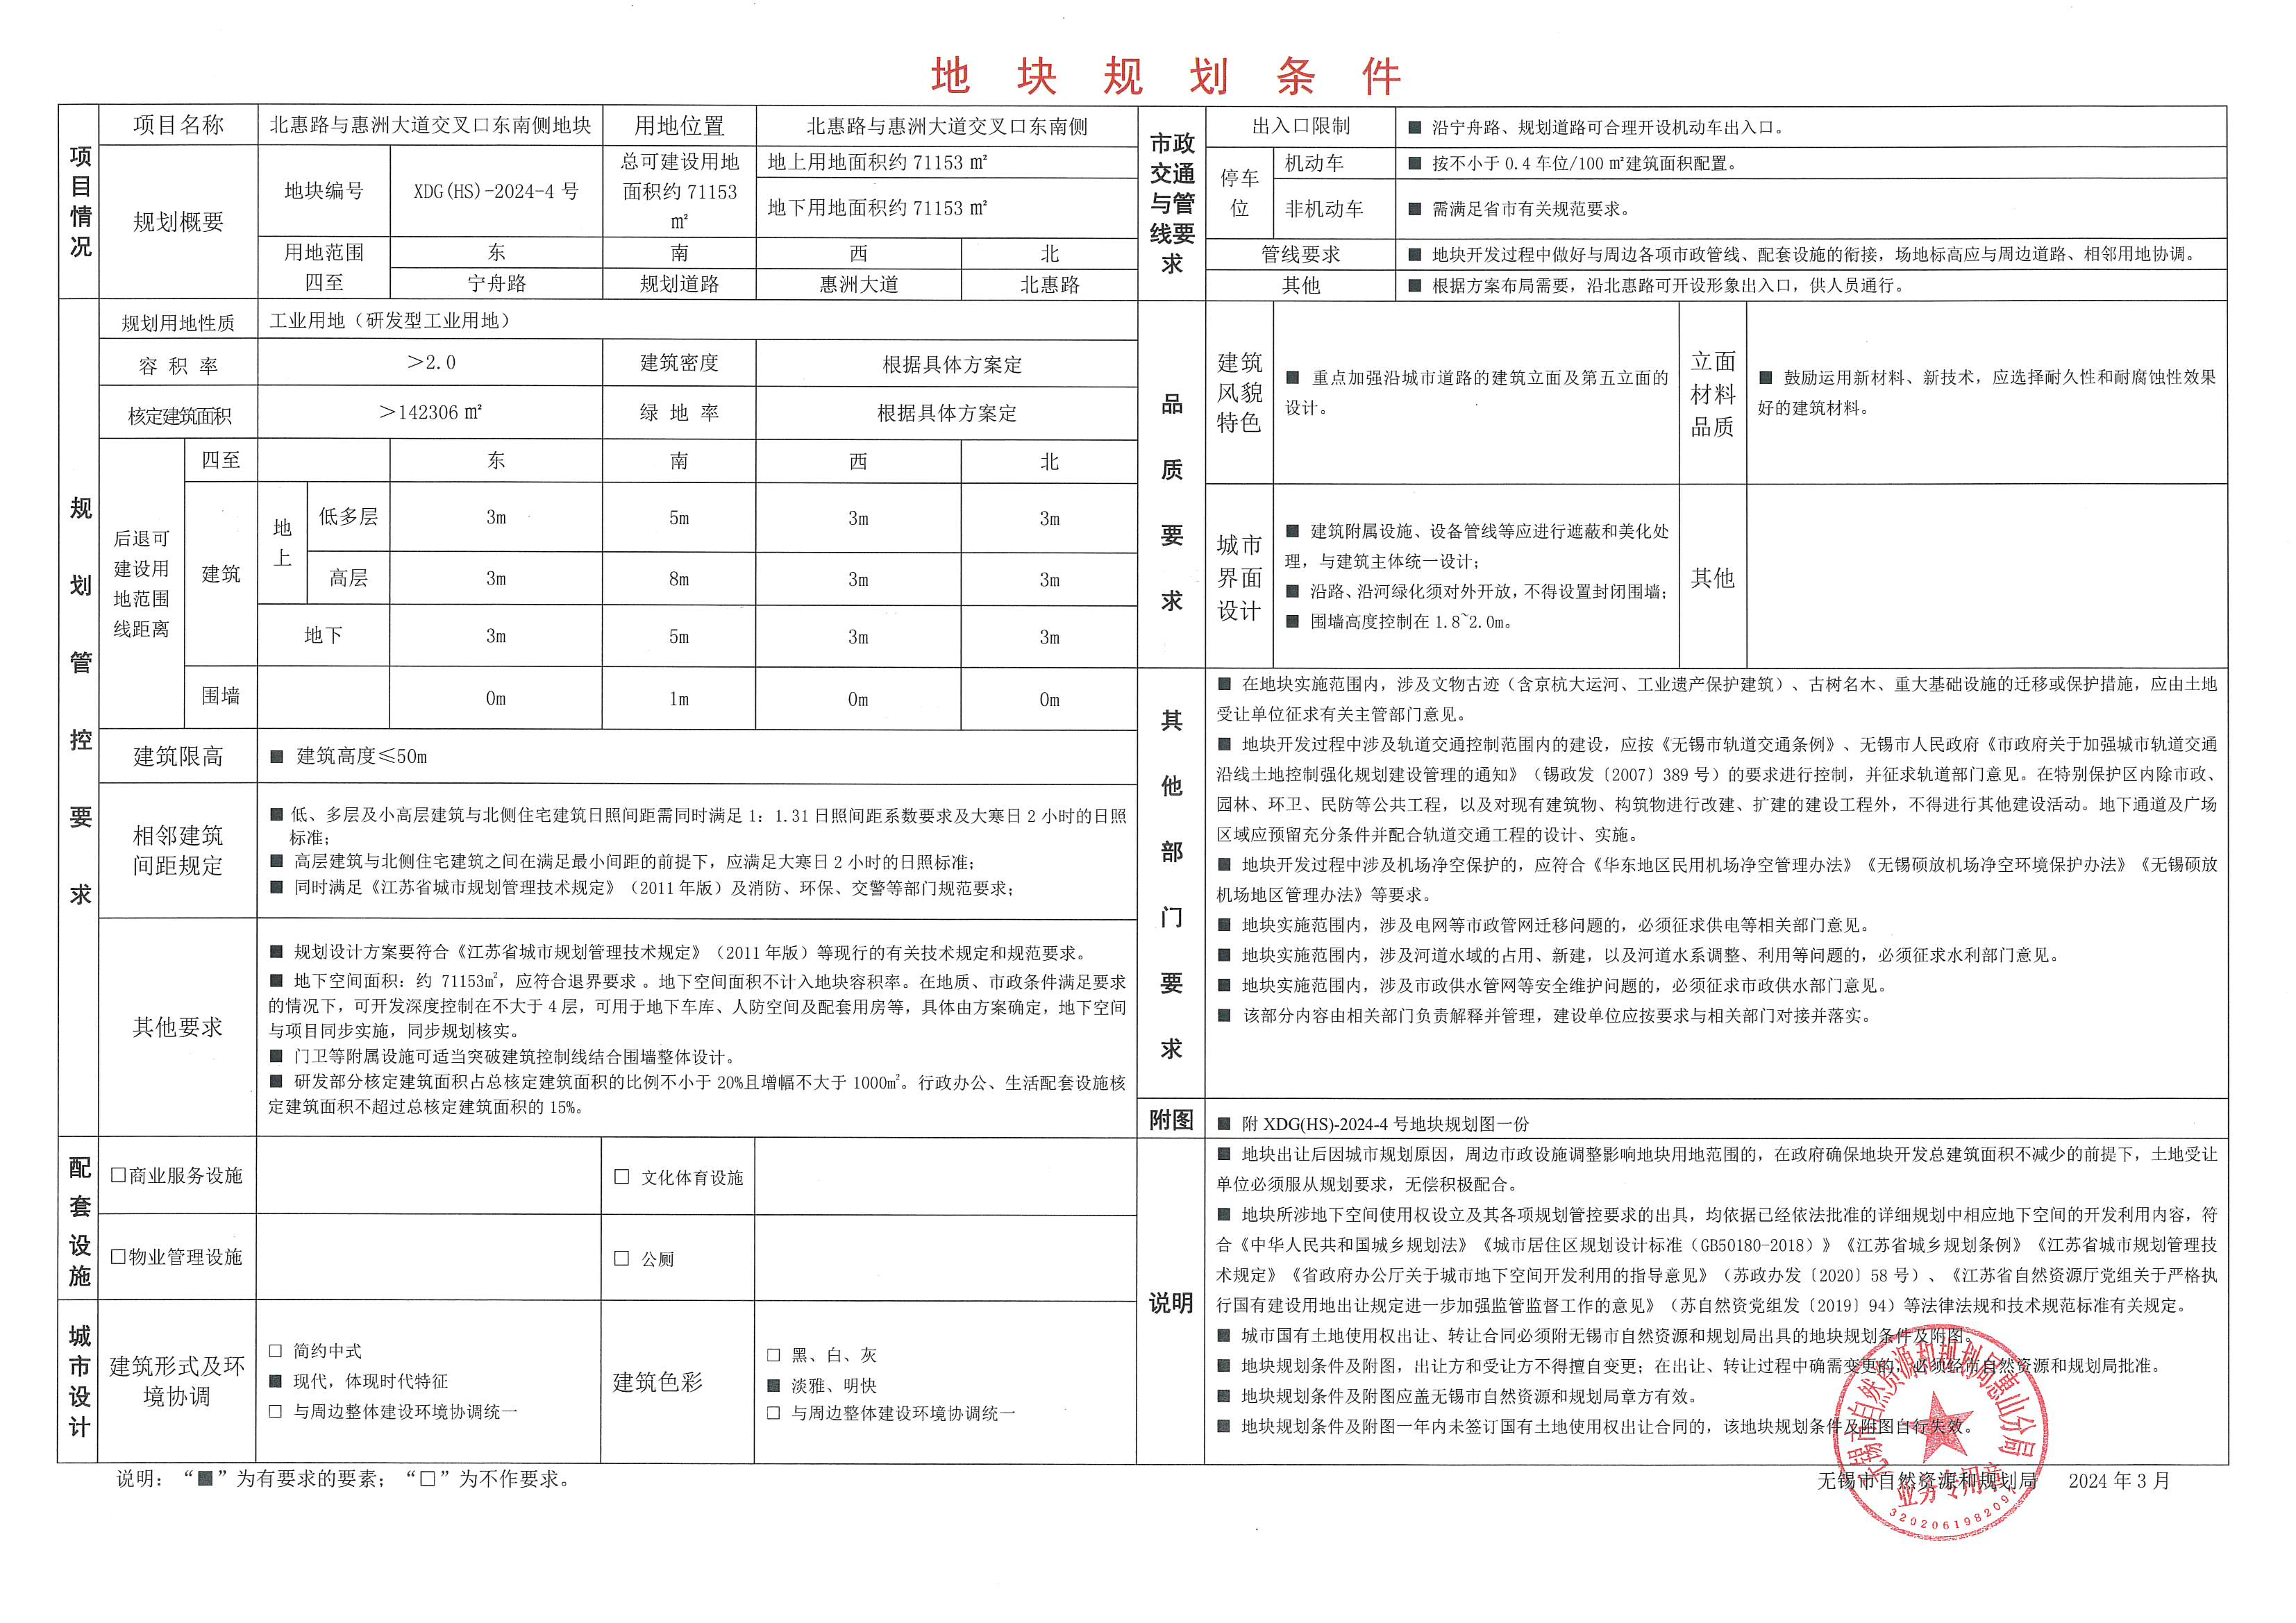 地 块 规 划 条 件
项目情况
项目名称
北惠路与惠洲大道交叉口东南侧地块
用地位置
北惠路与惠洲大道交叉口东南侧
规划概要
地块编号
XDG(HS)-2024-4 号
总可建设用地
面积约 71153
㎡
地上用地面积约 71153 ㎡
地下用地面积约 71153 ㎡
用地范围
四至
东
南
西
北
宁舟路
规划道路
惠洲大道
北惠路
规划管控要求
规划用地性质
工业用地（研发型工业用地）
容 积 率
＞2.0
建筑密度
根据具体方案定
核定建筑面积
＞142306 ㎡
绿 地 率
根据具体方案定
后退可
建设用
地范围
线距离
四至
东
南
西
北
建筑
地上
低多层
3m
5m
3m
3m
高层
3m
8m
3m
3m
地下
3m
5m
3m
3m
围墙
0m
1m
0m
0m
建筑限高
■ 建筑高度≤50m
相邻建筑
间距规定
■ 低、多层及小高层建筑与北侧住宅建筑日照间距需同时满足 1：1.31 日照间距系数要求及大寒日 2 小时的日照
标准；
■ 高层建筑与北侧住宅建筑之间在满足最小间距的前提下，应满足大寒日 2 小时的日照标准；
■ 同时满足《江苏省城市规划管理技术规定》（2011 年版）及消防、环保、交警等部门规范要求；
其他要求
■ 规划设计方案要符合《江苏省城市规划管理技术规定》（2011 年版）等现行的有关技术规定和规范要求。
■ 地下空间面积：约 71153㎡，应符合退界要求 。地下空间面积不计入地块容积率。在地质、市政条件满足要求
的情况下，可开发深度控制在不大于 4 层，可用于地下车库、人防空间及配套用房等，具体由方案确定，地下空间
与项目同步实施，同步规划核实。
■ 门卫等附属设施可适当突破建筑控制线结合围墙整体设计。
■ 研发部分核定建筑面积占总核定建筑面积的比例不小于 20%且增幅不大于 1000㎡。行政办公、生活配套设施核
定建筑面积不超过总核定建筑面积的 15%。
配套设施
□商业服务设施
□ 文化体育设施
□物业管理设施
□ 公厕
城市设计
建筑形式及环
境协调
□ 简约中式
■ 现代，体现时代特征
□ 与周边整体建设环境协调统一
建筑色彩
□ 黑、白、灰
■ 淡雅、明快
□ 与周边整体建设环境协调统一
市政
交通
与管
线要
求
出入口限制
■ 沿宁舟路、规划道路可合理开设机动车出入口。
停车
位
机动车
■ 按不小于 0.4 车位/100 ㎡建筑面积配置。
非机动车
■ 需满足省市有关规范要求。
管线要求
■ 地块开发过程中做好与周边各项市政管线、配套设施的衔接，场地标高应与周边道路、相邻用地协调。
其他
■ 根据方案布局需要，沿北惠路可开设形象出入口，供人员通行。
品质要求
建筑
风貌
特色
■ 重点加强沿城市道路的建筑立面及第五立面的
设计。
立面
材料
品质
■ 鼓励运用新材料、新技术，应选择耐久性和耐腐蚀性效果
好的建筑材料。
城市
界面
设计
■ 建筑附属设施、设备管线等应进行遮蔽和美化处
理，与建筑主体统一设计；
■ 沿路、沿河绿化须对外开放，不得设置封闭围墙；
■ 围墙高度控制在 1.8~2.0m。
其他
其他部门要求
■ 在地块实施范围内，涉及文物古迹（含京杭大运河、工业遗产保护建筑）、古树名木、重大基础设施的迁移或保护措施，应由土地
受让单位征求有关主管部门意见。
■ 地块开发过程中涉及轨道交通控制范围内的建设，应按《无锡市轨道交通条例》、无锡市人民政府《市政府关于加强城市轨道交通
沿线土地控制强化规划建设管理的通知》（锡政发〔2007〕389 号）的要求进行控制，并征求轨道部门意见。在特别保护区内除市政、
园林、环卫、民防等公共工程，以及对现有建筑物、构筑物进行改建、扩建的建设工程外，不得进行其他建设活动。地下通道及广场
区域应预留充分条件并配合轨道交通工程的设计、实施。
■ 地块开发过程中涉及机场净空保护的，应符合《华东地区民用机场净空管理办法》《无锡硕放机场净空环境保护办法》《无锡硕放
机场地区管理办法》等要求。
■ 地块实施范围内，涉及电网等市政管网迁移问题的，必须征求供电等相关部门意见。
■ 地块实施范围内，涉及河道水域的占用、新建，以及河道水系调整、利用等问题的，必须征求水利部门意见。
■ 地块实施范围内，涉及市政供水管网等安全维护问题的，必须征求市政供水部门意见。
■ 该部分内容由相关部门负责解释并管理，建设单位应按要求与相关部门对接并落实。
附图
■ 附 XDG(HS)-2024-4 号地块规划图一份
说明
■ 地块出让后因城市规划原因，周边市政设施调整影响地块用地范围的，在政府确保地块开发总建筑面积不减少的前提下，土地受让
单位必须服从规划要求，无偿积极配合。
■ 地块所涉地下空间使用权设立及其各项规划管控要求的出具，均依据已经依法批准的详细规划中相应地下空间的开发利用内容，符
合《中华人民共和国城乡规划法》《城市居住区规划设计标准（GB50180-2018）》《江苏省城乡规划条例》《江苏省城市规划管理技
术规定》《省政府办公厅关于城市地下空间开发利用的指导意见》（苏政办发〔2020〕58 号）、《江苏省自然资源厅党组关于严格执
行国有建设用地出让规定进一步加强监管监督工作的意见》（苏自然资党组发〔2019〕94）等法律法规和技术规范标准有关规定。
■ 城市国有土地使用权出让、转让合同必须附无锡市自然资源和规划局出具的地块规划条件及附图。
■ 地块规划条件及附图，出让方和受让方不得擅自变更；在出让、转让过程中确需变更的，必须经市自然资源和规划局批准。
■ 地块规划条件及附图应盖无锡市自然资源和规划局章方有效。
■ 地块规划条件及附图一年内未签订国有土地使用权出让合同的，该地块规划条件及附图自行失效。
说明：“■”为有要求的要素；“□”为不作要求。
无锡市自然资源和规划局 2024 年 3 月
无锡市自然资源和规划局惠山分局
业务专用章
3202061982097